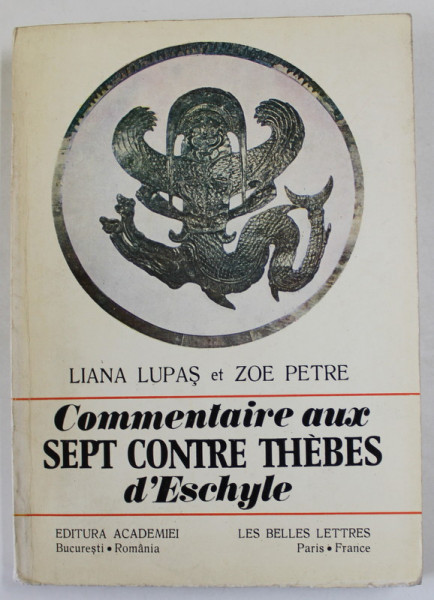 LIANA LUPAŞ et ZOE PETRE
Commentaire aux
SEPT CONTRE THÈBES
d'Eschyle
EDITURA ACADEMIEI
Bucureşti • România
LES BELLES LETTRES
Paris • France